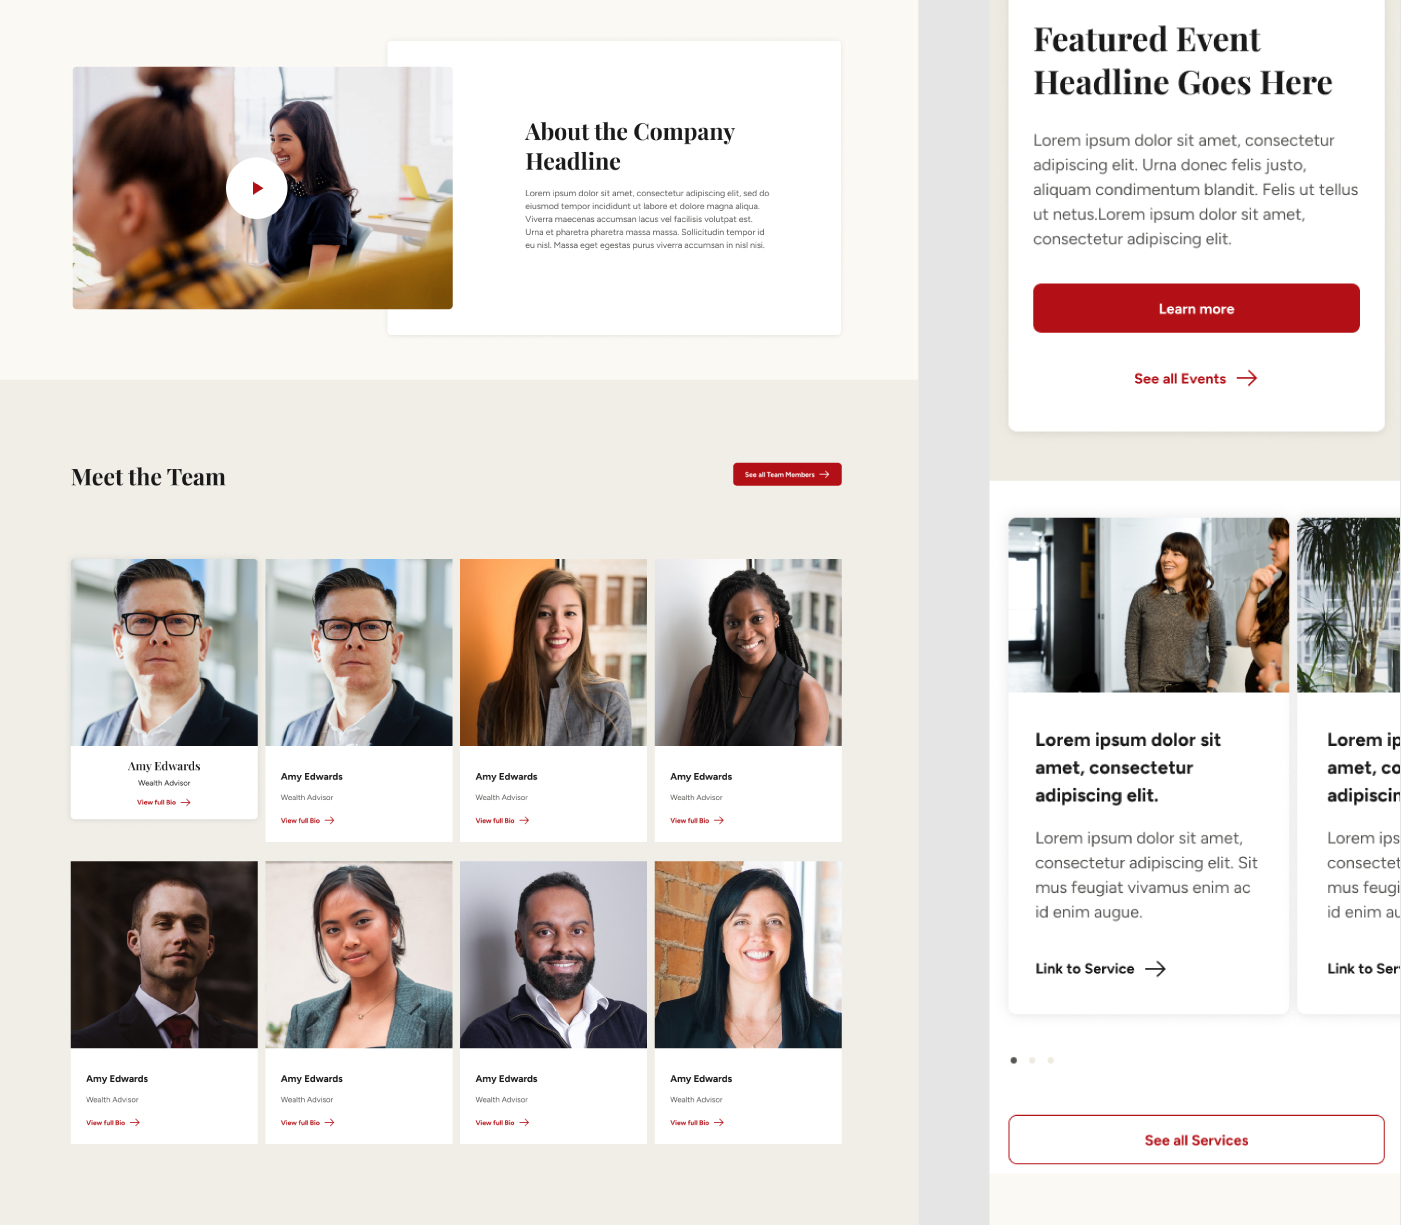 About the Company
Headline
Lorem ipsum dolor sit amet, consectetur adipiscing elit, sed do
eiusmod tempor incididunt ut labore et dolore magna aliqua.
Viverra maecenas accumsan lacus vel facilisis volutpat est.
Urna et pharetra pharetra massa massa. Sollicitudin tempor id
eu nisl. Massa eget egestas purus viverra accumsan in nisl nisi.
Meet the Team
See all Team Members
Amy Edwards
Wealth Advisor
View full Bio
Amy Edwards
Wealth Advisor
View full Bio
Amy Edwards
Wealth Advisor
View full Bio
Amy Edwards
Wealth Advisor
View full Bio
Amy Edwards
Wealth Advisor
View full Bio
Amy Edwards
Wealth Advisor
View full Bio
Amy Edwards
Wealth Advisor
View full Bio
Amy Edwards
Wealth Advisor
View full Bio
Featured Event
Headline Goes Here
Lorem ipsum dolor sit amet, consectetur
adipiscing elit. Urna donec felis justo,
aliquam condimentum blandit. Felis ut tellus
ut netus.Lorem ipsum dolor sit amet,
consectetur adipiscing elit.
Learn more
See all Events
Lorem ipsum dolor sit
amet, consectetur
adipiscing elit.
Lorem ipsum dolor sit amet,
consectetur adipiscing elit. Sit
mus feugiat vivamus enim ac
id enim augue.
Link to Service
Lorem ip
amet, co
adipiscin
Lorem ips
consectet
mus feugi
id enim au
Link to Ser
See all Services